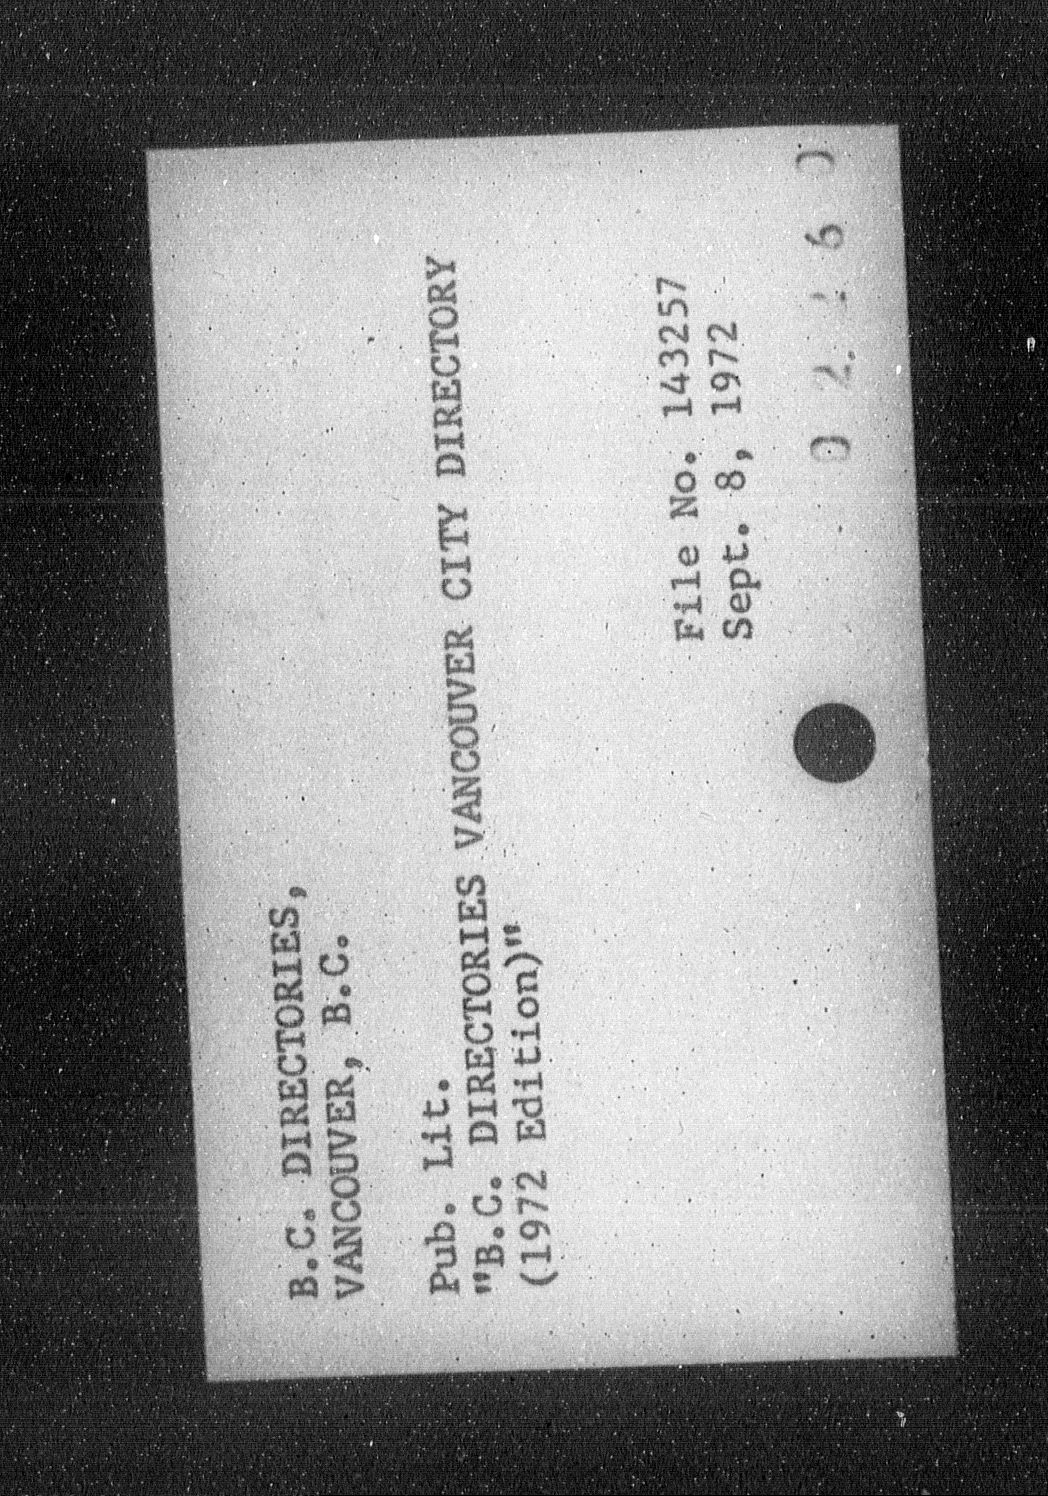 B.C. DIRECTORIES,
VANCOUVER, B.C.
Pub. Lit.
"B.C. DIRECTORIES VANCOUVER CITY DIRECTORY
(1972 Edition)"
File No. 143257
Sept. 8, 1972